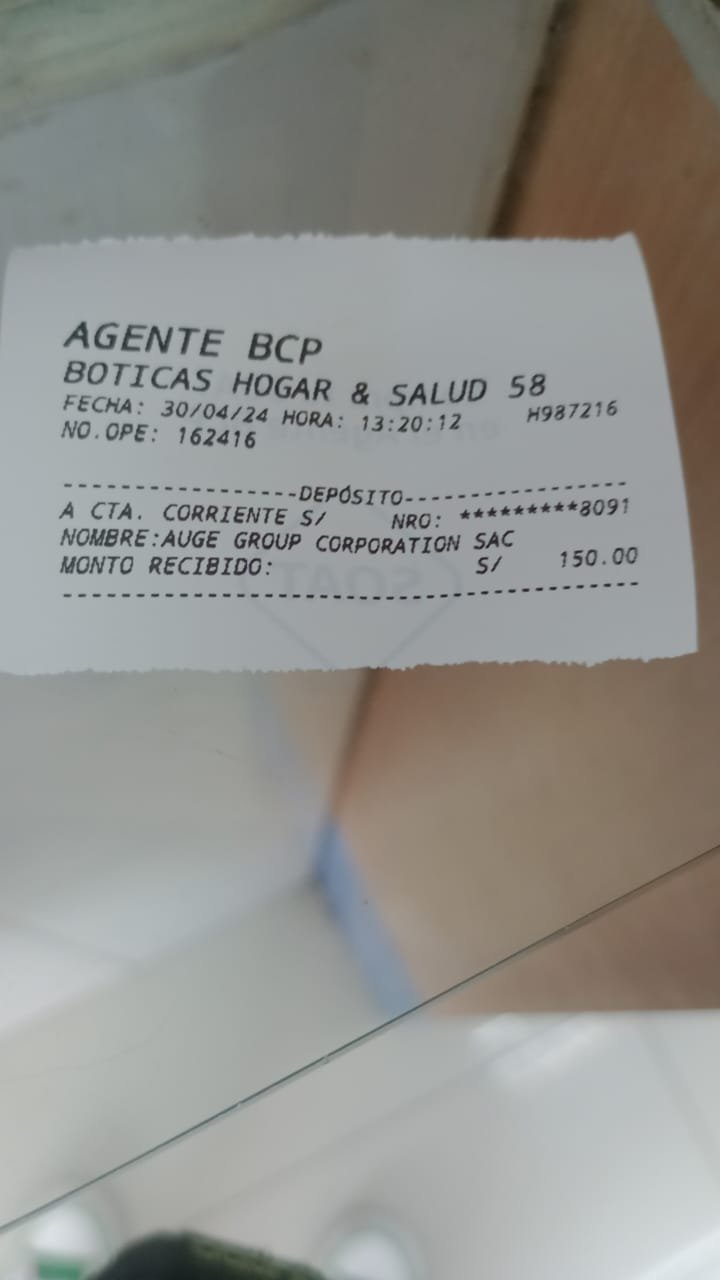 AGENTE BCP
BOTICAS HOGAR & SALUD 58
FECHA: 30/04/24 HORA: 13:20:12 H987216
NO.OPE: 162416
-----------------DEPÓSITO-----------------
A CTA. CORRIENTE S/ NRO: *********8091
NOMBRE:AUGE GROUP CORPORATION SAC
MONTO RECIBIDO: S/ 150.00
------------------------------------------